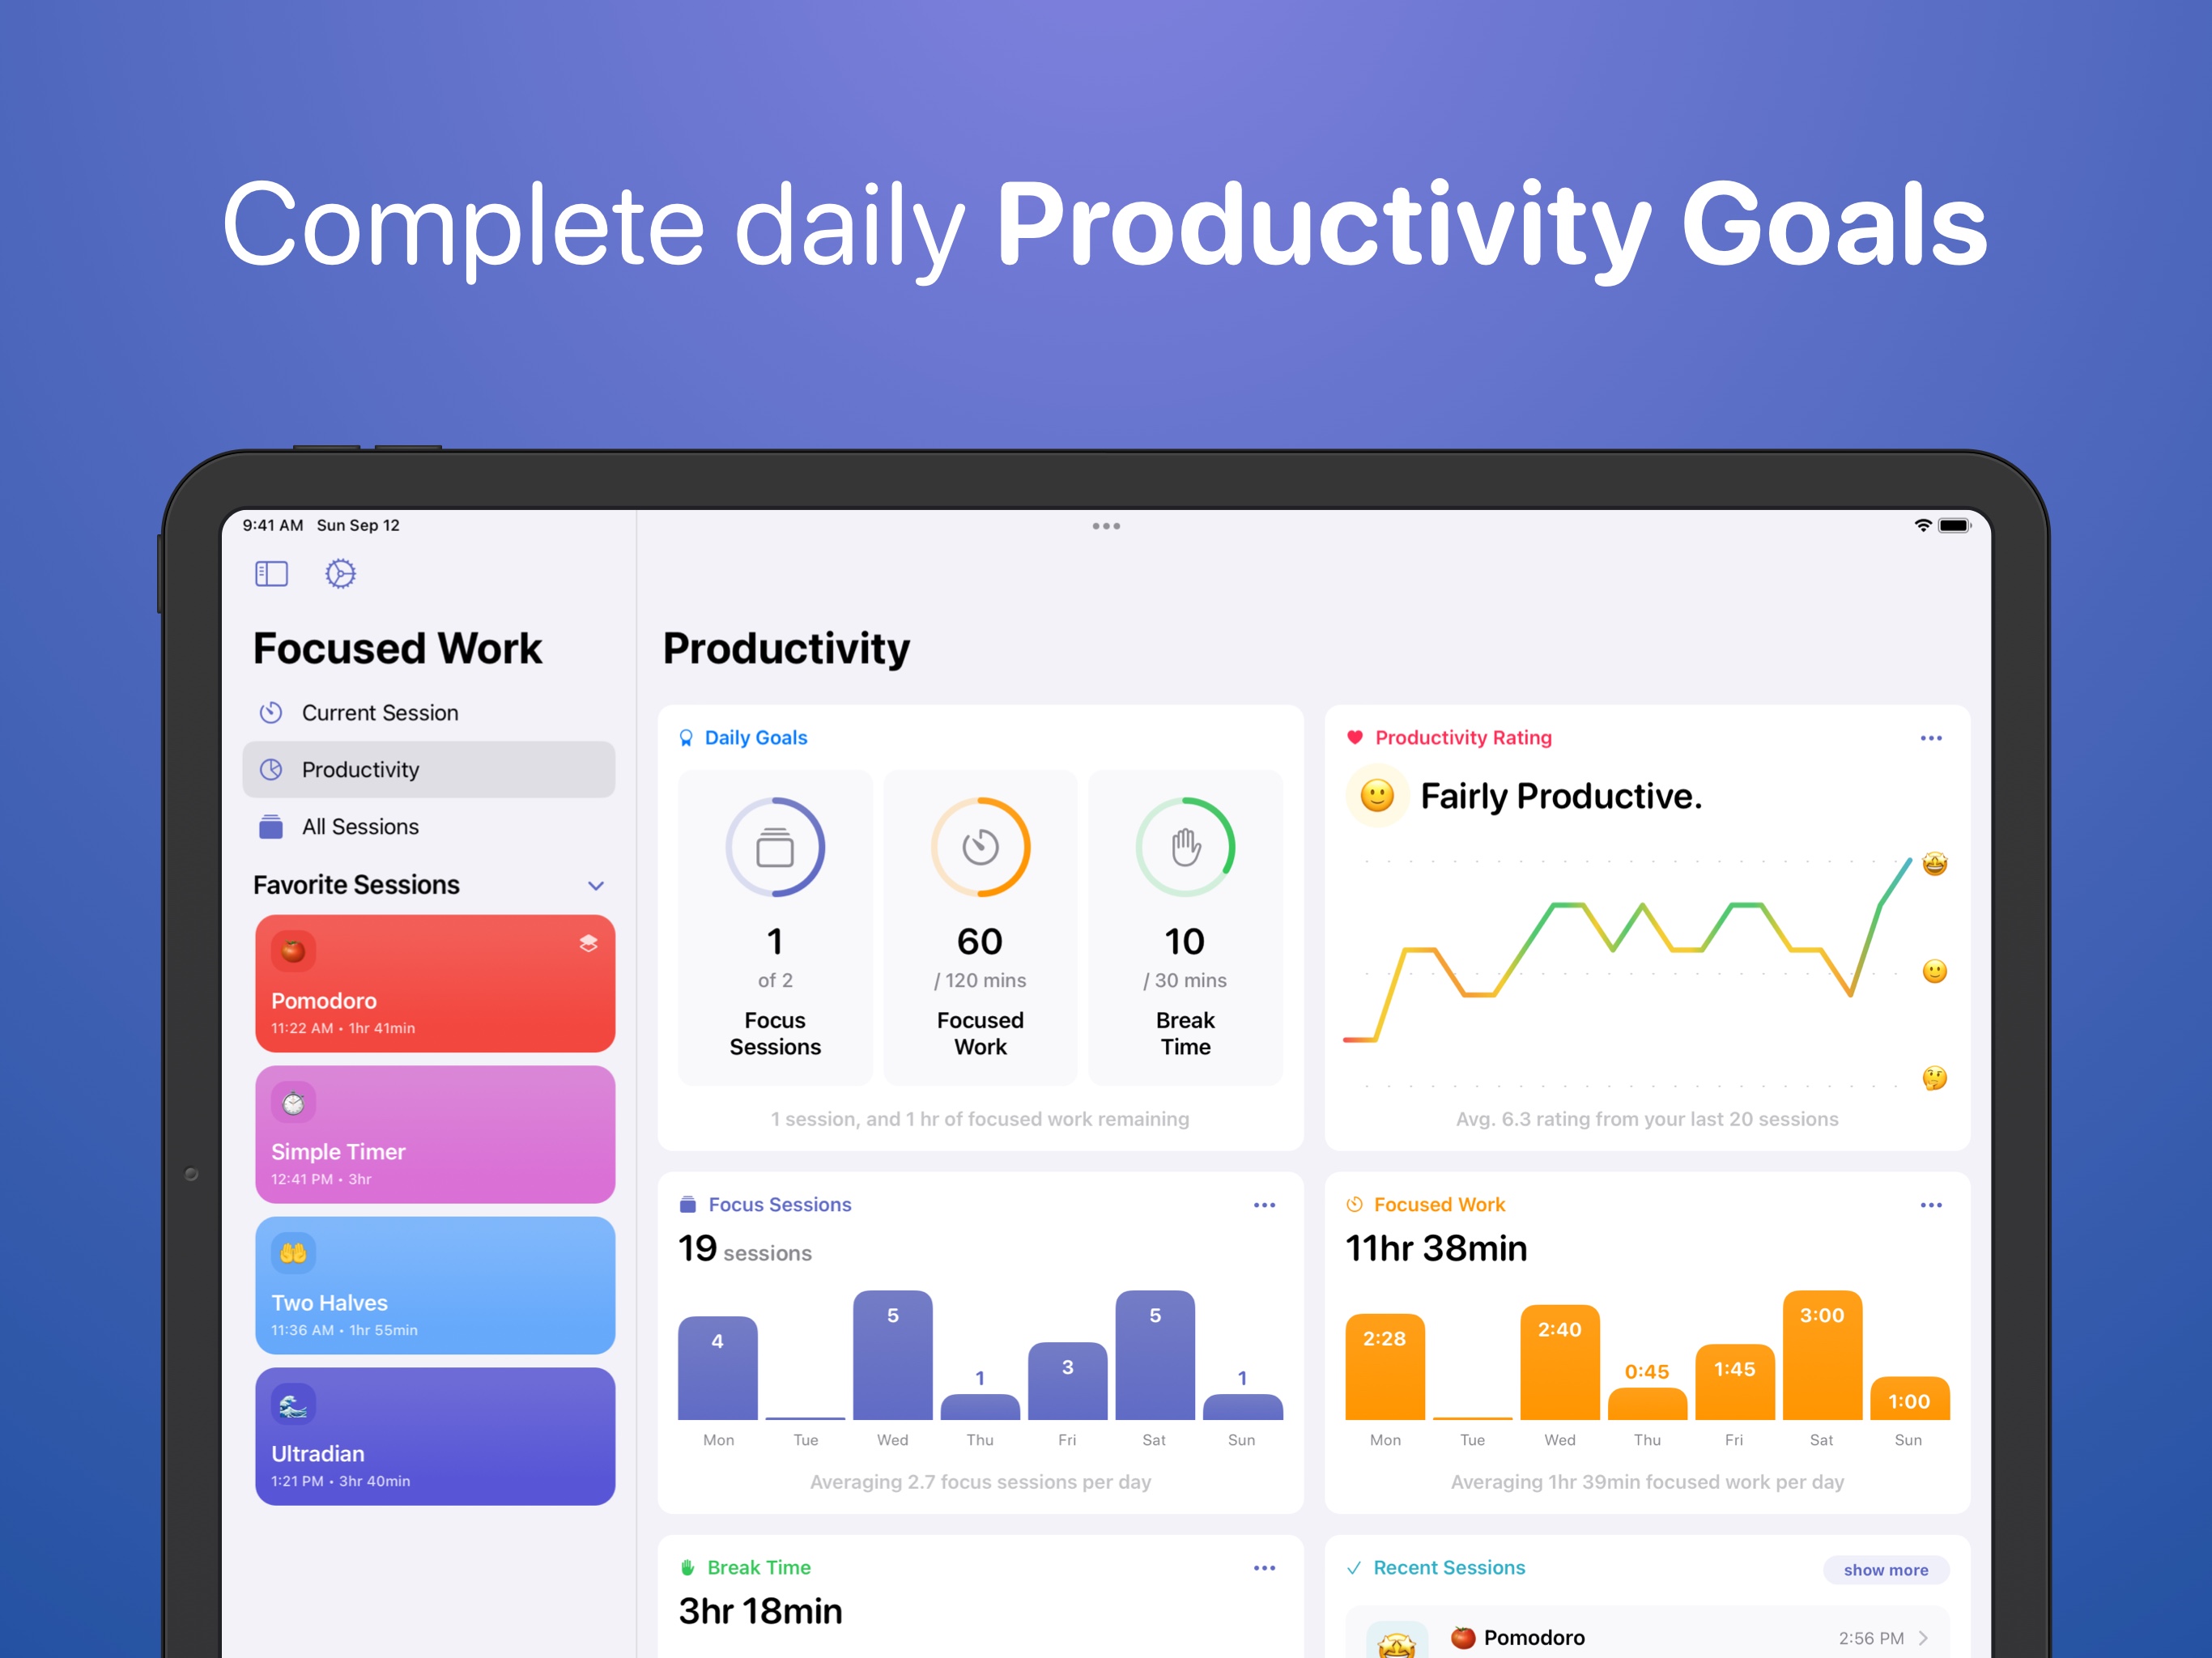 Complete daily Productivity Goals
9:41 AM Sun Sep 12
Focused Work
Current Session
Productivity
All Sessions
Favorite Sessions
Pomodoro
11:22 AM • 1hr 41min
Simple Timer
12:41 PM • 3hr
Two Halves
11:36 AM • 1hr 55min
Ultradian
1:21 PM • 3hr 40min
Productivity
Daily Goals
1
of 2
Focus
Sessions
60
/ 120 mins
Focused
Work
10
/ 30 mins
Break
Time
1 session, and 1 hr of focused work remaining
Productivity Rating
Fairly Productive.
Avg. 6.3 rating from your last 20 sessions
Focus Sessions
19 sessions
4 5 1 3 5 1
Mon Tue Wed Thu Fri Sat Sun
Averaging 2.7 focus sessions per day
Focused Work
11hr 38min
2:28 2:40 0:45 1:45 3:00 1:00
Mon Tue Wed Thu Fri Sat Sun
Averaging 1hr 39min focused work per day
Break Time
3hr 18min
Recent Sessions
show more
Pomodoro
2:56 PM